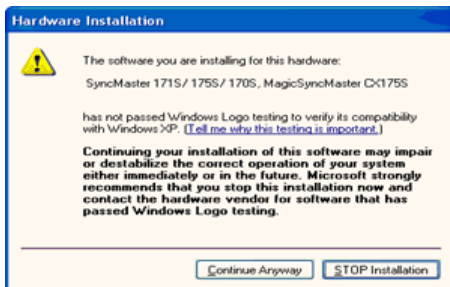 Hardware Installation
The software you are installing for this hardware:
SyncMaster 171S/ 175S/ 170S, MagicSyncMaster CX175S
has not passed Windows Logo testing to verify its compatibility
with Windows XP. (Tell me why this testing is important.)
Continuing your installation of this software may impair
or destabilize the correct operation of your system
either immediately or in the future. Microsoft strongly
recommends that you stop this installation now and
contact the hardware vendor for software that has
passed Windows Logo testing.
Continue Anyway
STOP Installation